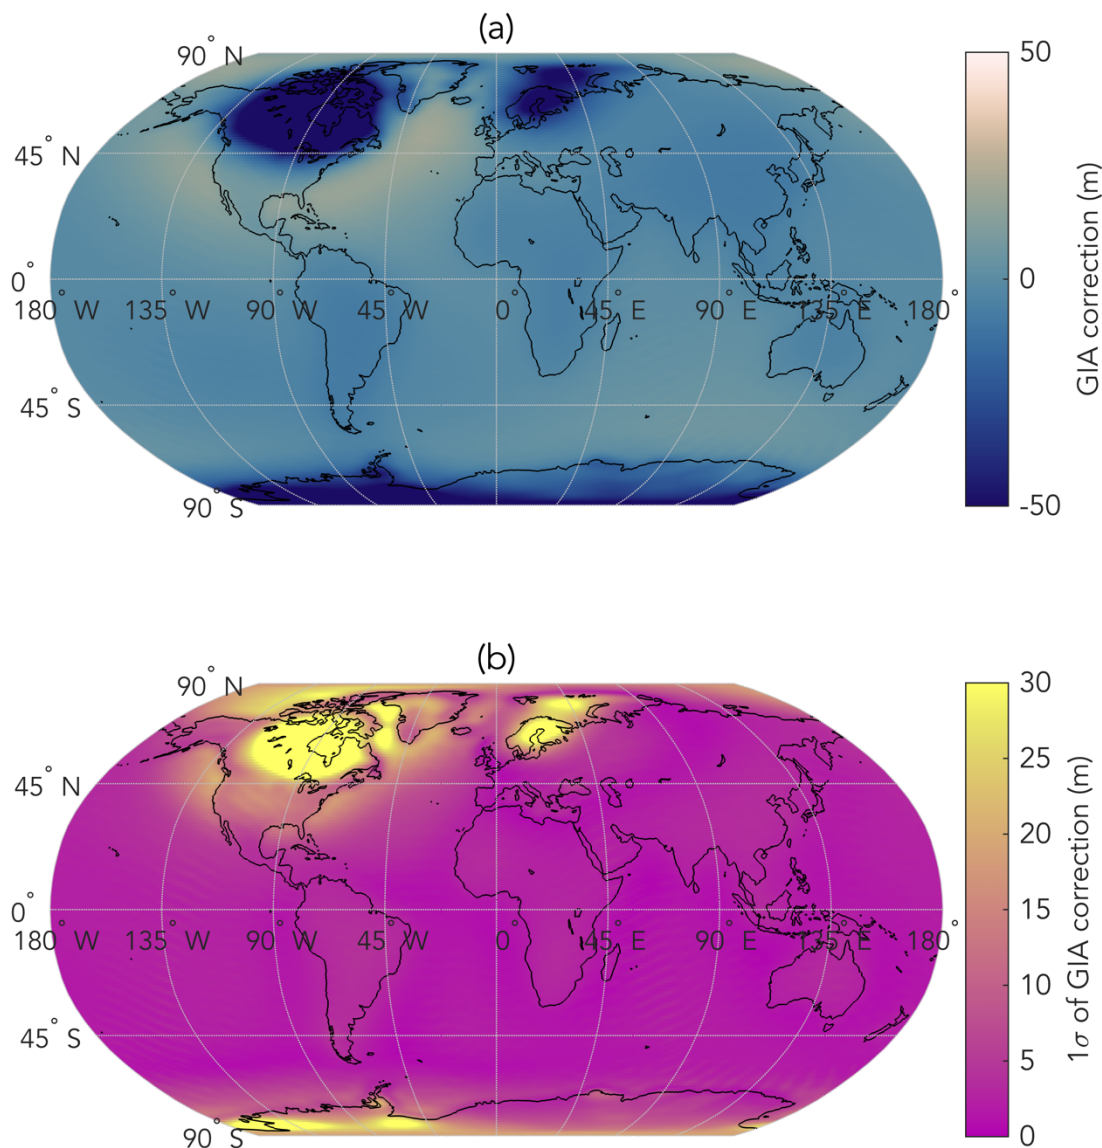 (a)
90° N
50
45° N
GIA correction (m)
0° 0
180° W 135° W 90° W 45° W 0° 45° E 90° E 135° E 180°
45° S
90° S -50
(b)
90° N 30
25
45° N
20
1σ of GIA correction (m)
0° 15
180° W 135° W 90° W 45° W 0° 45° E 90° E 135° E 180°
10
45° S
5
90° S 0